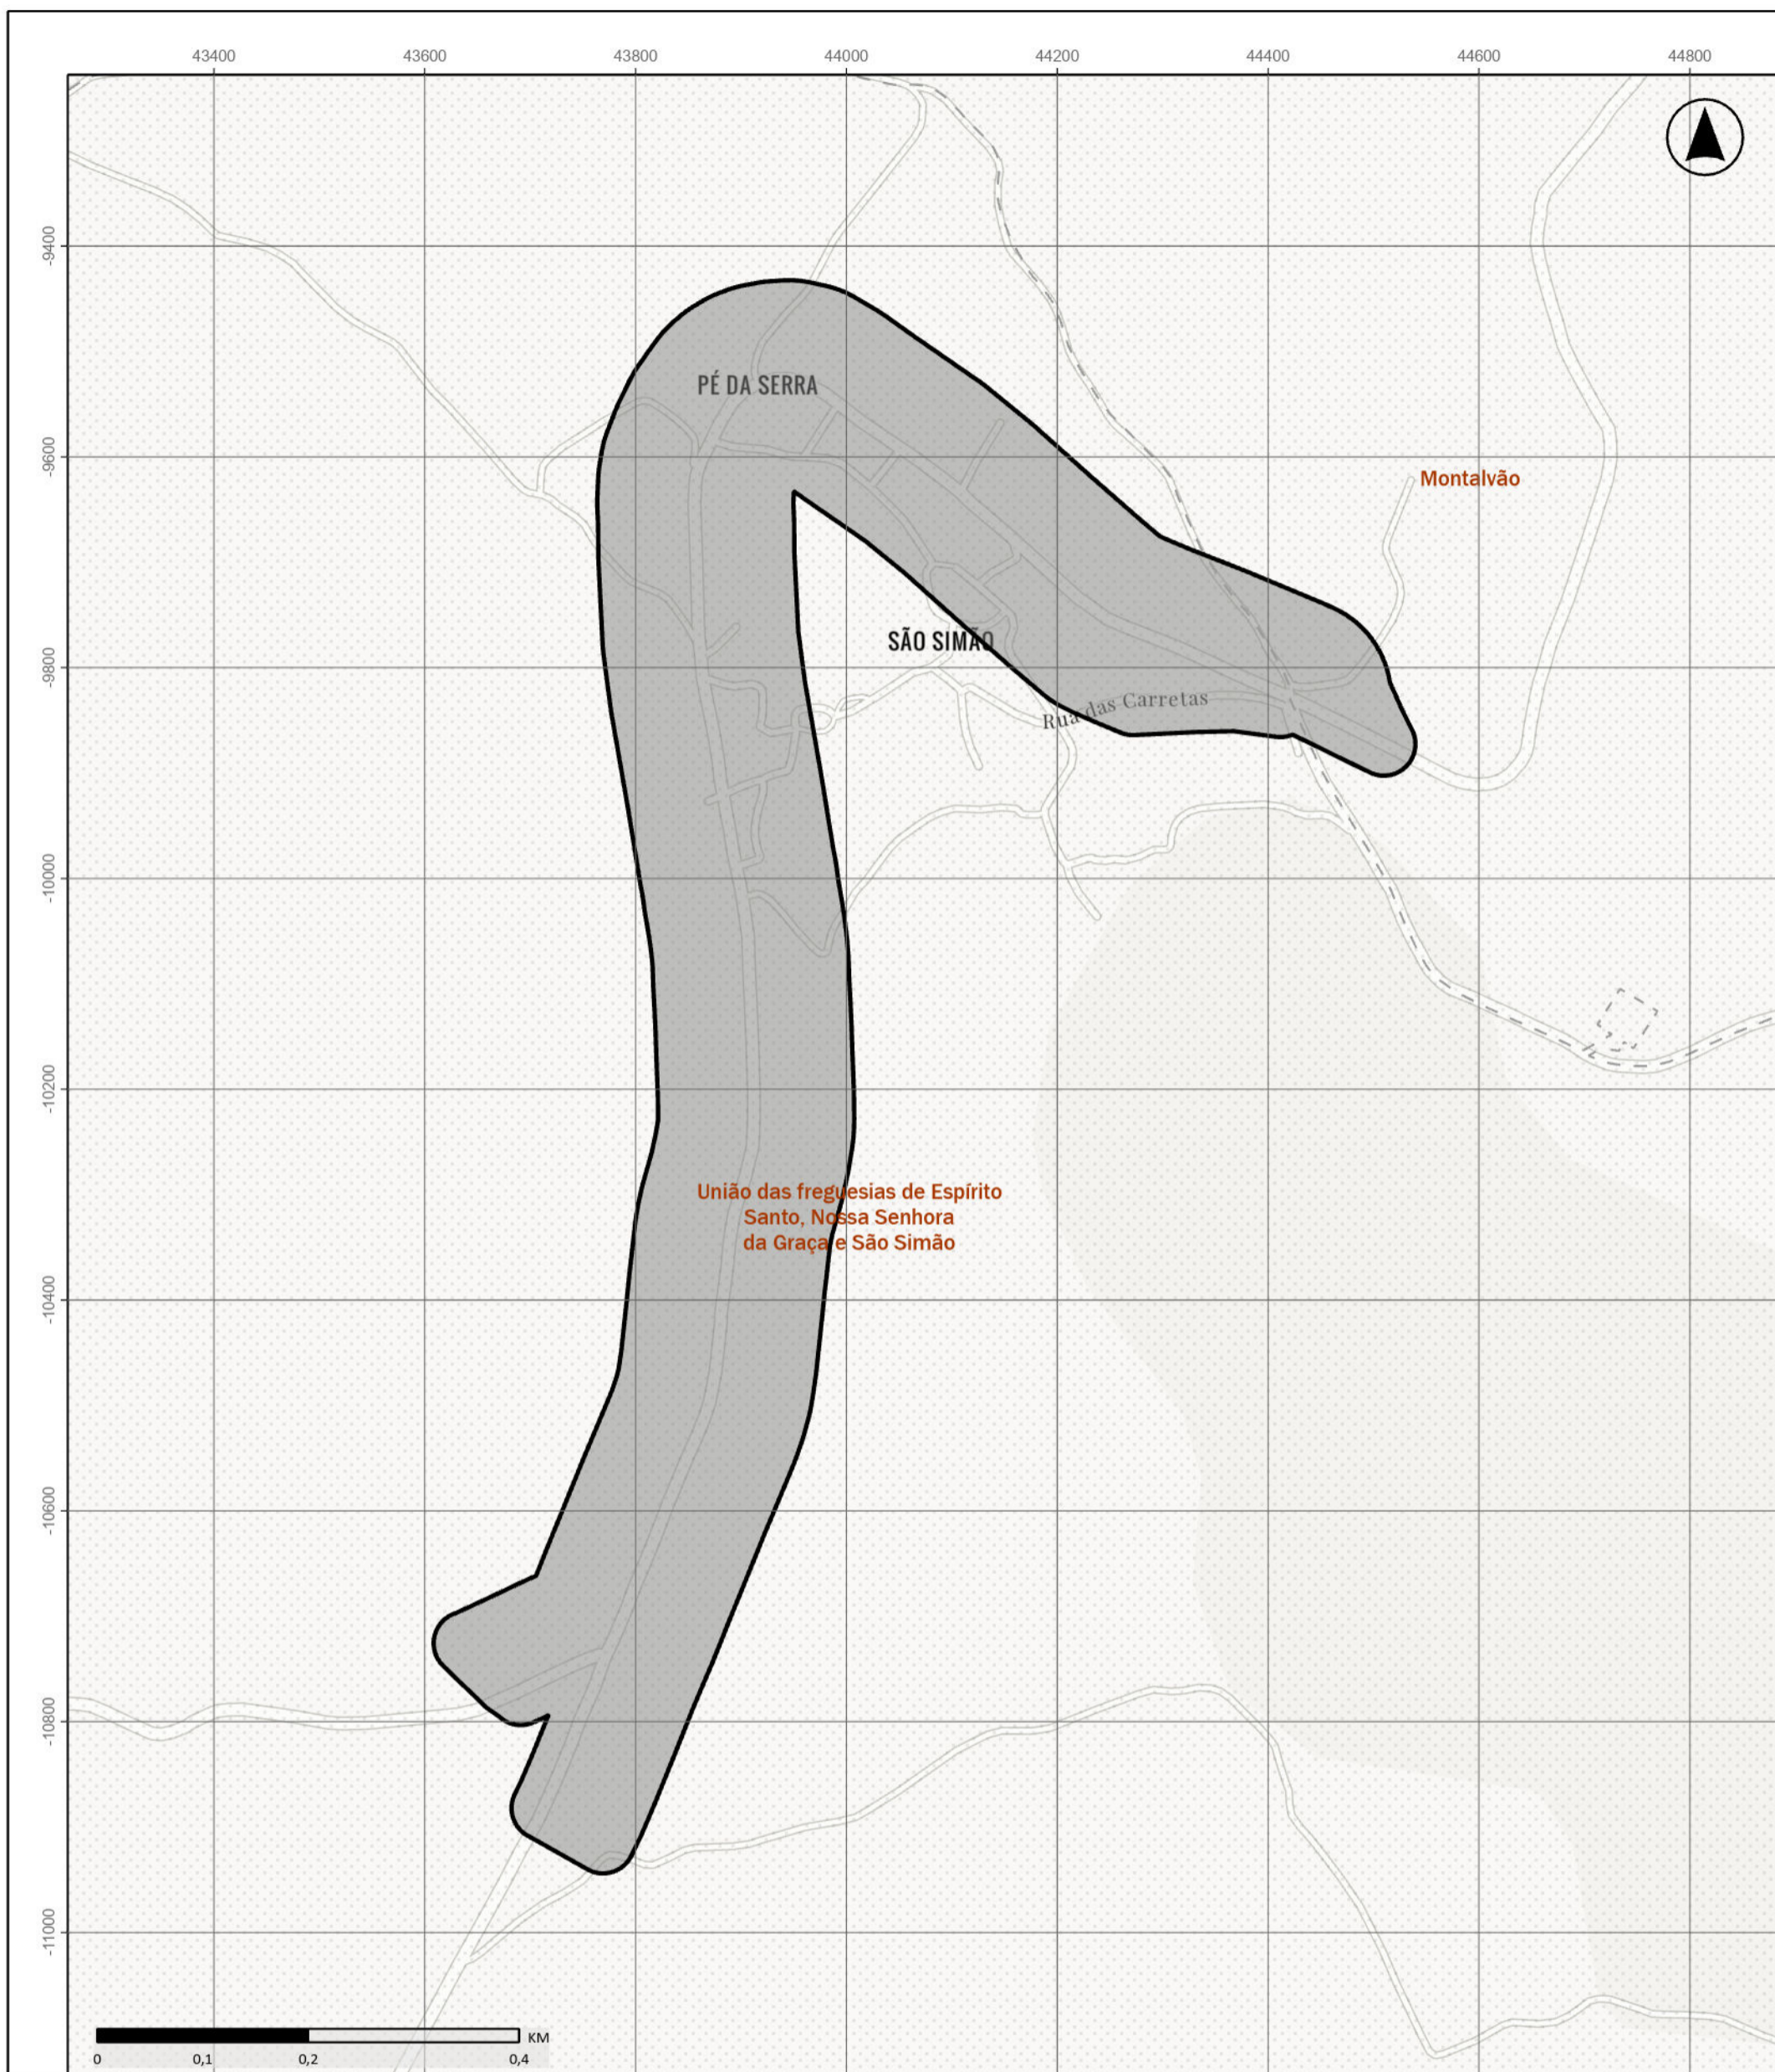 43400 43600 43800 44000 44200 44400 44600 44800
-9400
PÉ DA SERRA
-9600
Montalvão
SÃO SIMÃO
-9800
Rua das Carretas
-10000
-10200
União das freguesias de Espírito
Santo, Nossa Senhora
da Graça e São Simão
-10400
-10600
-10800
-11000
KM
0 0,1 0,2 0,4